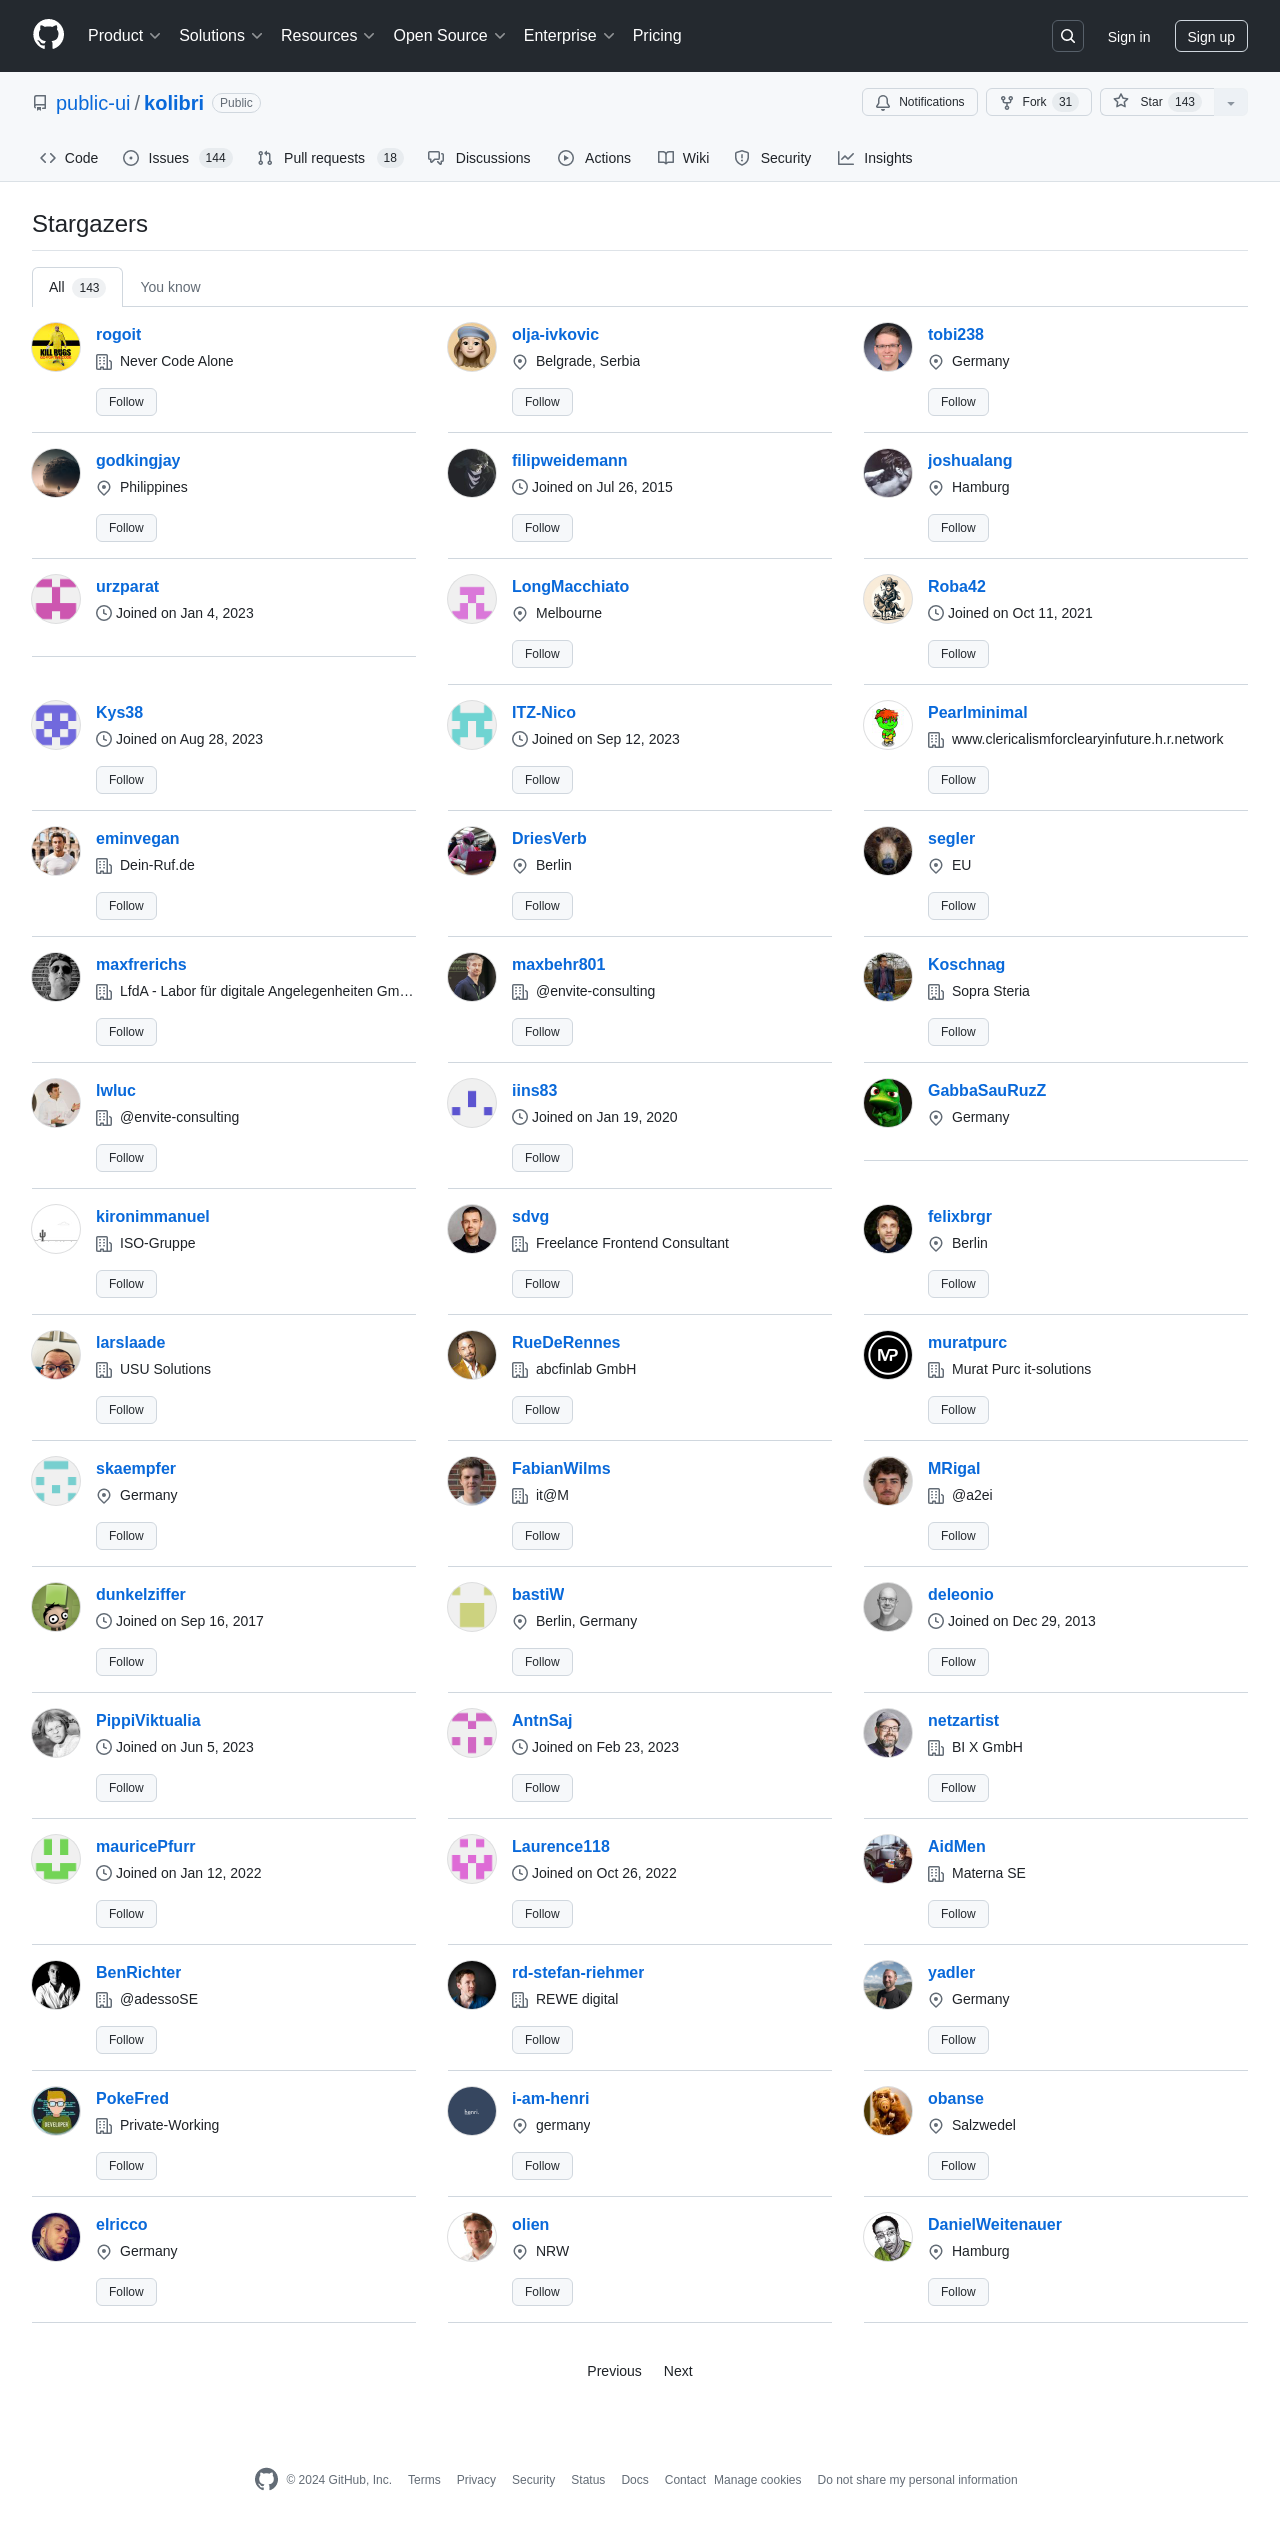 Product Solutions Resources Open Source Enterprise Pricing Sign in Sign up
public-ui / kolibri Public Notifications Fork 31 Star 143
Code Issues 144 Pull requests 18 Discussions Actions Wiki Security Insights
Stargazers
All 143 You know
rogoit olja-ivkovic tobi238
Never Code Alone Belgrade, Serbia Germany
Follow Follow Follow
godkingjay filipweidemann joshualang
Philippines Joined on Jul 26, 2015 Hamburg
Follow Follow Follow
urzparat LongMacchiato Roba42
Joined on Jan 4, 2023 Melbourne Joined on Oct 11, 2021
Follow Follow
Kys38 ITZ-Nico Pearlminimal
Joined on Aug 28, 2023 Joined on Sep 12, 2023 www.clericalismforclearyinfuture.h.r.network
Follow Follow Follow
eminvegan DriesVerb segler
Dein-Ruf.de Berlin EU
Follow Follow Follow
maxfrerichs maxbehr801 Koschnag
LfdA - Labor für digitale Angelegenheiten Gm… @envite-consulting Sopra Steria
Follow Follow Follow
lwluc iins83 GabbaSauRuzZ
@envite-consulting Joined on Jan 19, 2020 Germany
Follow Follow
kironimmanuel sdvg felixbrgr
ISO-Gruppe Freelance Frontend Consultant Berlin
Follow Follow Follow
larslaade RueDeRennes muratpurc
USU Solutions abcfinlab GmbH Murat Purc it-solutions
Follow Follow Follow
skaempfer FabianWilms MRigal
Germany it@M @a2ei
Follow Follow Follow
dunkelziffer bastiW deleonio
Joined on Sep 16, 2017 Berlin, Germany Joined on Dec 29, 2013
Follow Follow Follow
PippiViktualia AntnSaj netzartist
Joined on Jun 5, 2023 Joined on Feb 23, 2023 BI X GmbH
Follow Follow Follow
mauricePfurr Laurence118 AidMen
Joined on Jan 12, 2022 Joined on Oct 26, 2022 Materna SE
Follow Follow Follow
BenRichter rd-stefan-riehmer yadler
@adessoSE REWE digital Germany
Follow Follow Follow
PokeFred i-am-henri obanse
Private-Working germany Salzwedel
Follow Follow Follow
elricco olien DanielWeitenauer
Germany NRW Hamburg
Follow Follow Follow
Previous Next
© 2024 GitHub, Inc. Terms Privacy Security Status Docs Contact Manage cookies Do not share my personal information